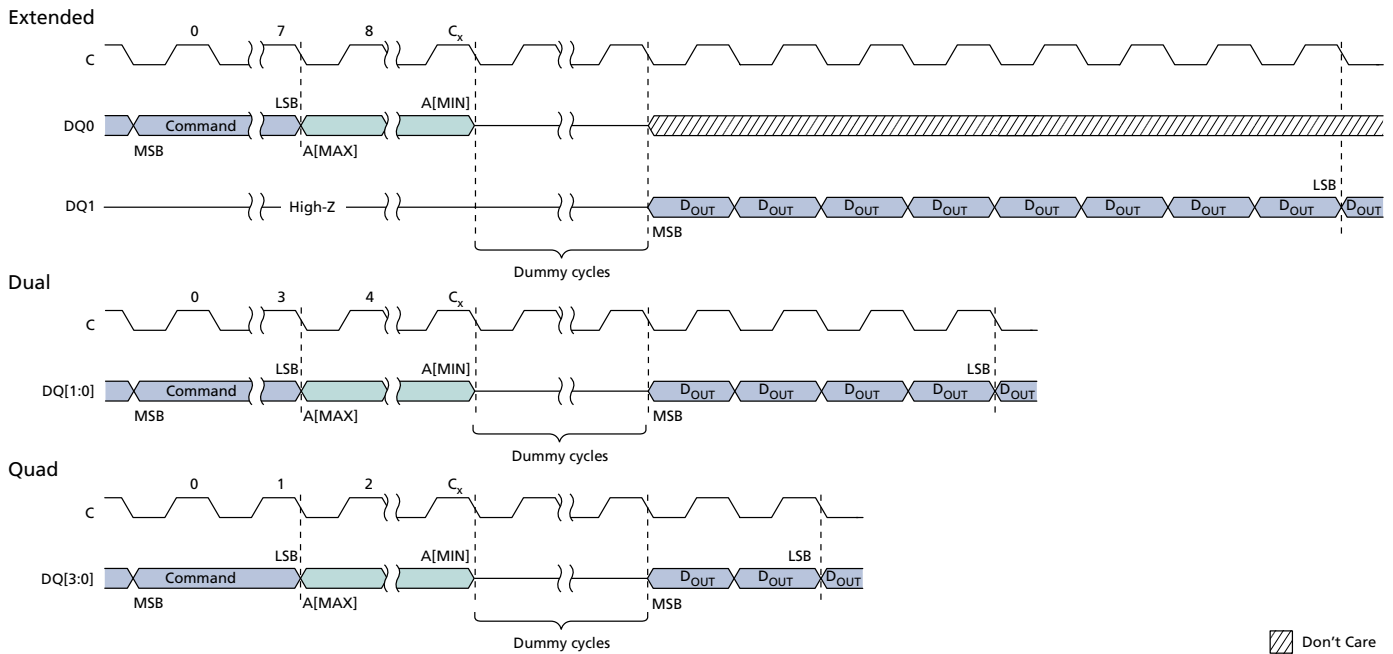 Extended
0 7 8 Cx
C
LSB A[MIN]
DQ0 Command
MSB A[MAX]
LSB
DQ1 High-Z DOUT DOUT DOUT DOUT DOUT DOUT DOUT DOUT DOUT
MSB
Dummy cycles
Dual
0 3 4 Cx
C
LSB A[MIN] LSB
DQ[1:0] Command DOUT DOUT DOUT DOUT DOUT
MSB A[MAX] MSB
Dummy cycles
Quad
0 1 2 Cx
C
LSB A[MIN] LSB
DQ[3:0] Command DOUT DOUT DOUT
MSB A[MAX] MSB
Dummy cycles
Don't Care